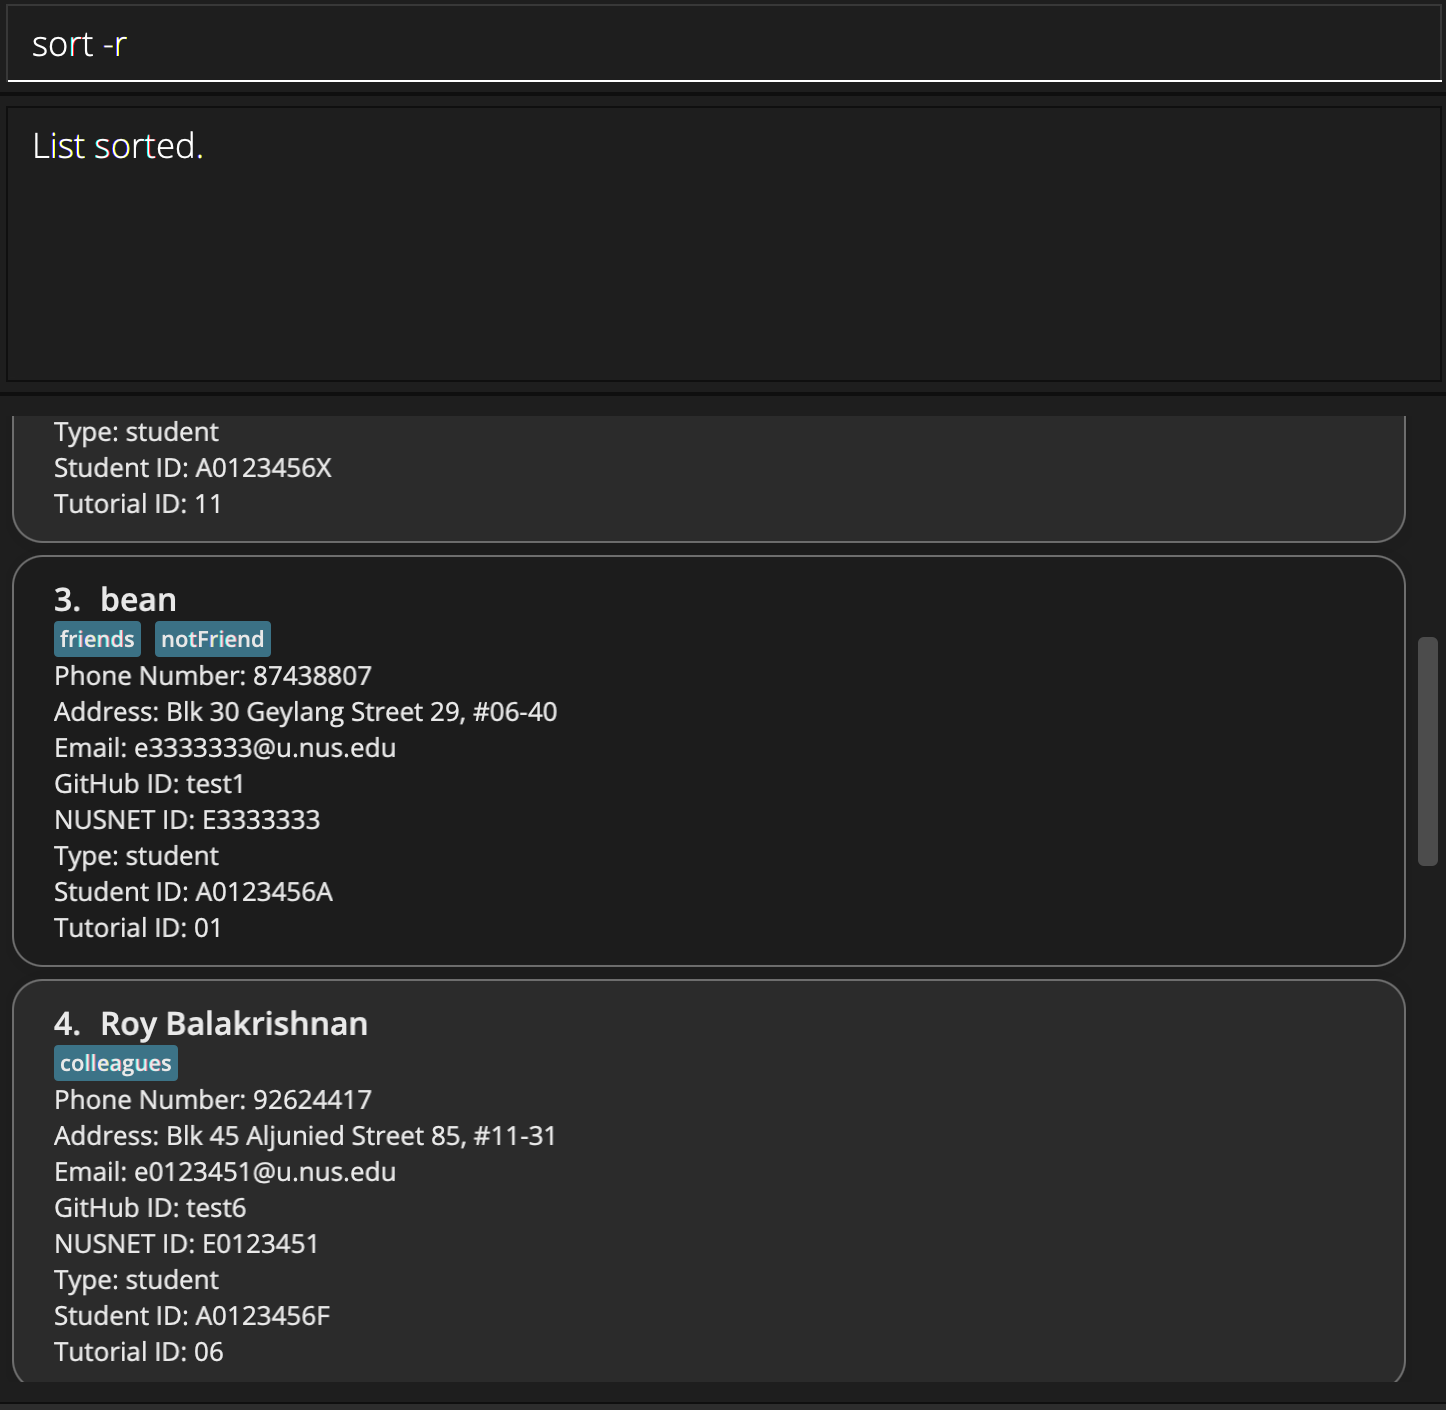 sort -r
List sorted.
Type: student
Student ID: A0123456X
Tutorial ID: 11
3. bean
friends notFriend
Phone Number: 87438807
Address: Blk 30 Geylang Street 29, #06-40
Email: e3333333@u.nus.edu
GitHub ID: test1
NUSNET ID: E3333333
Type: student
Student ID: A0123456A
Tutorial ID: 01
4. Roy Balakrishnan
colleagues
Phone Number: 92624417
Address: Blk 45 Aljunied Street 85, #11-31
Email: e0123451@u.nus.edu
GitHub ID: test6
NUSNET ID: E0123451
Type: student
Student ID: A0123456F
Tutorial ID: 06